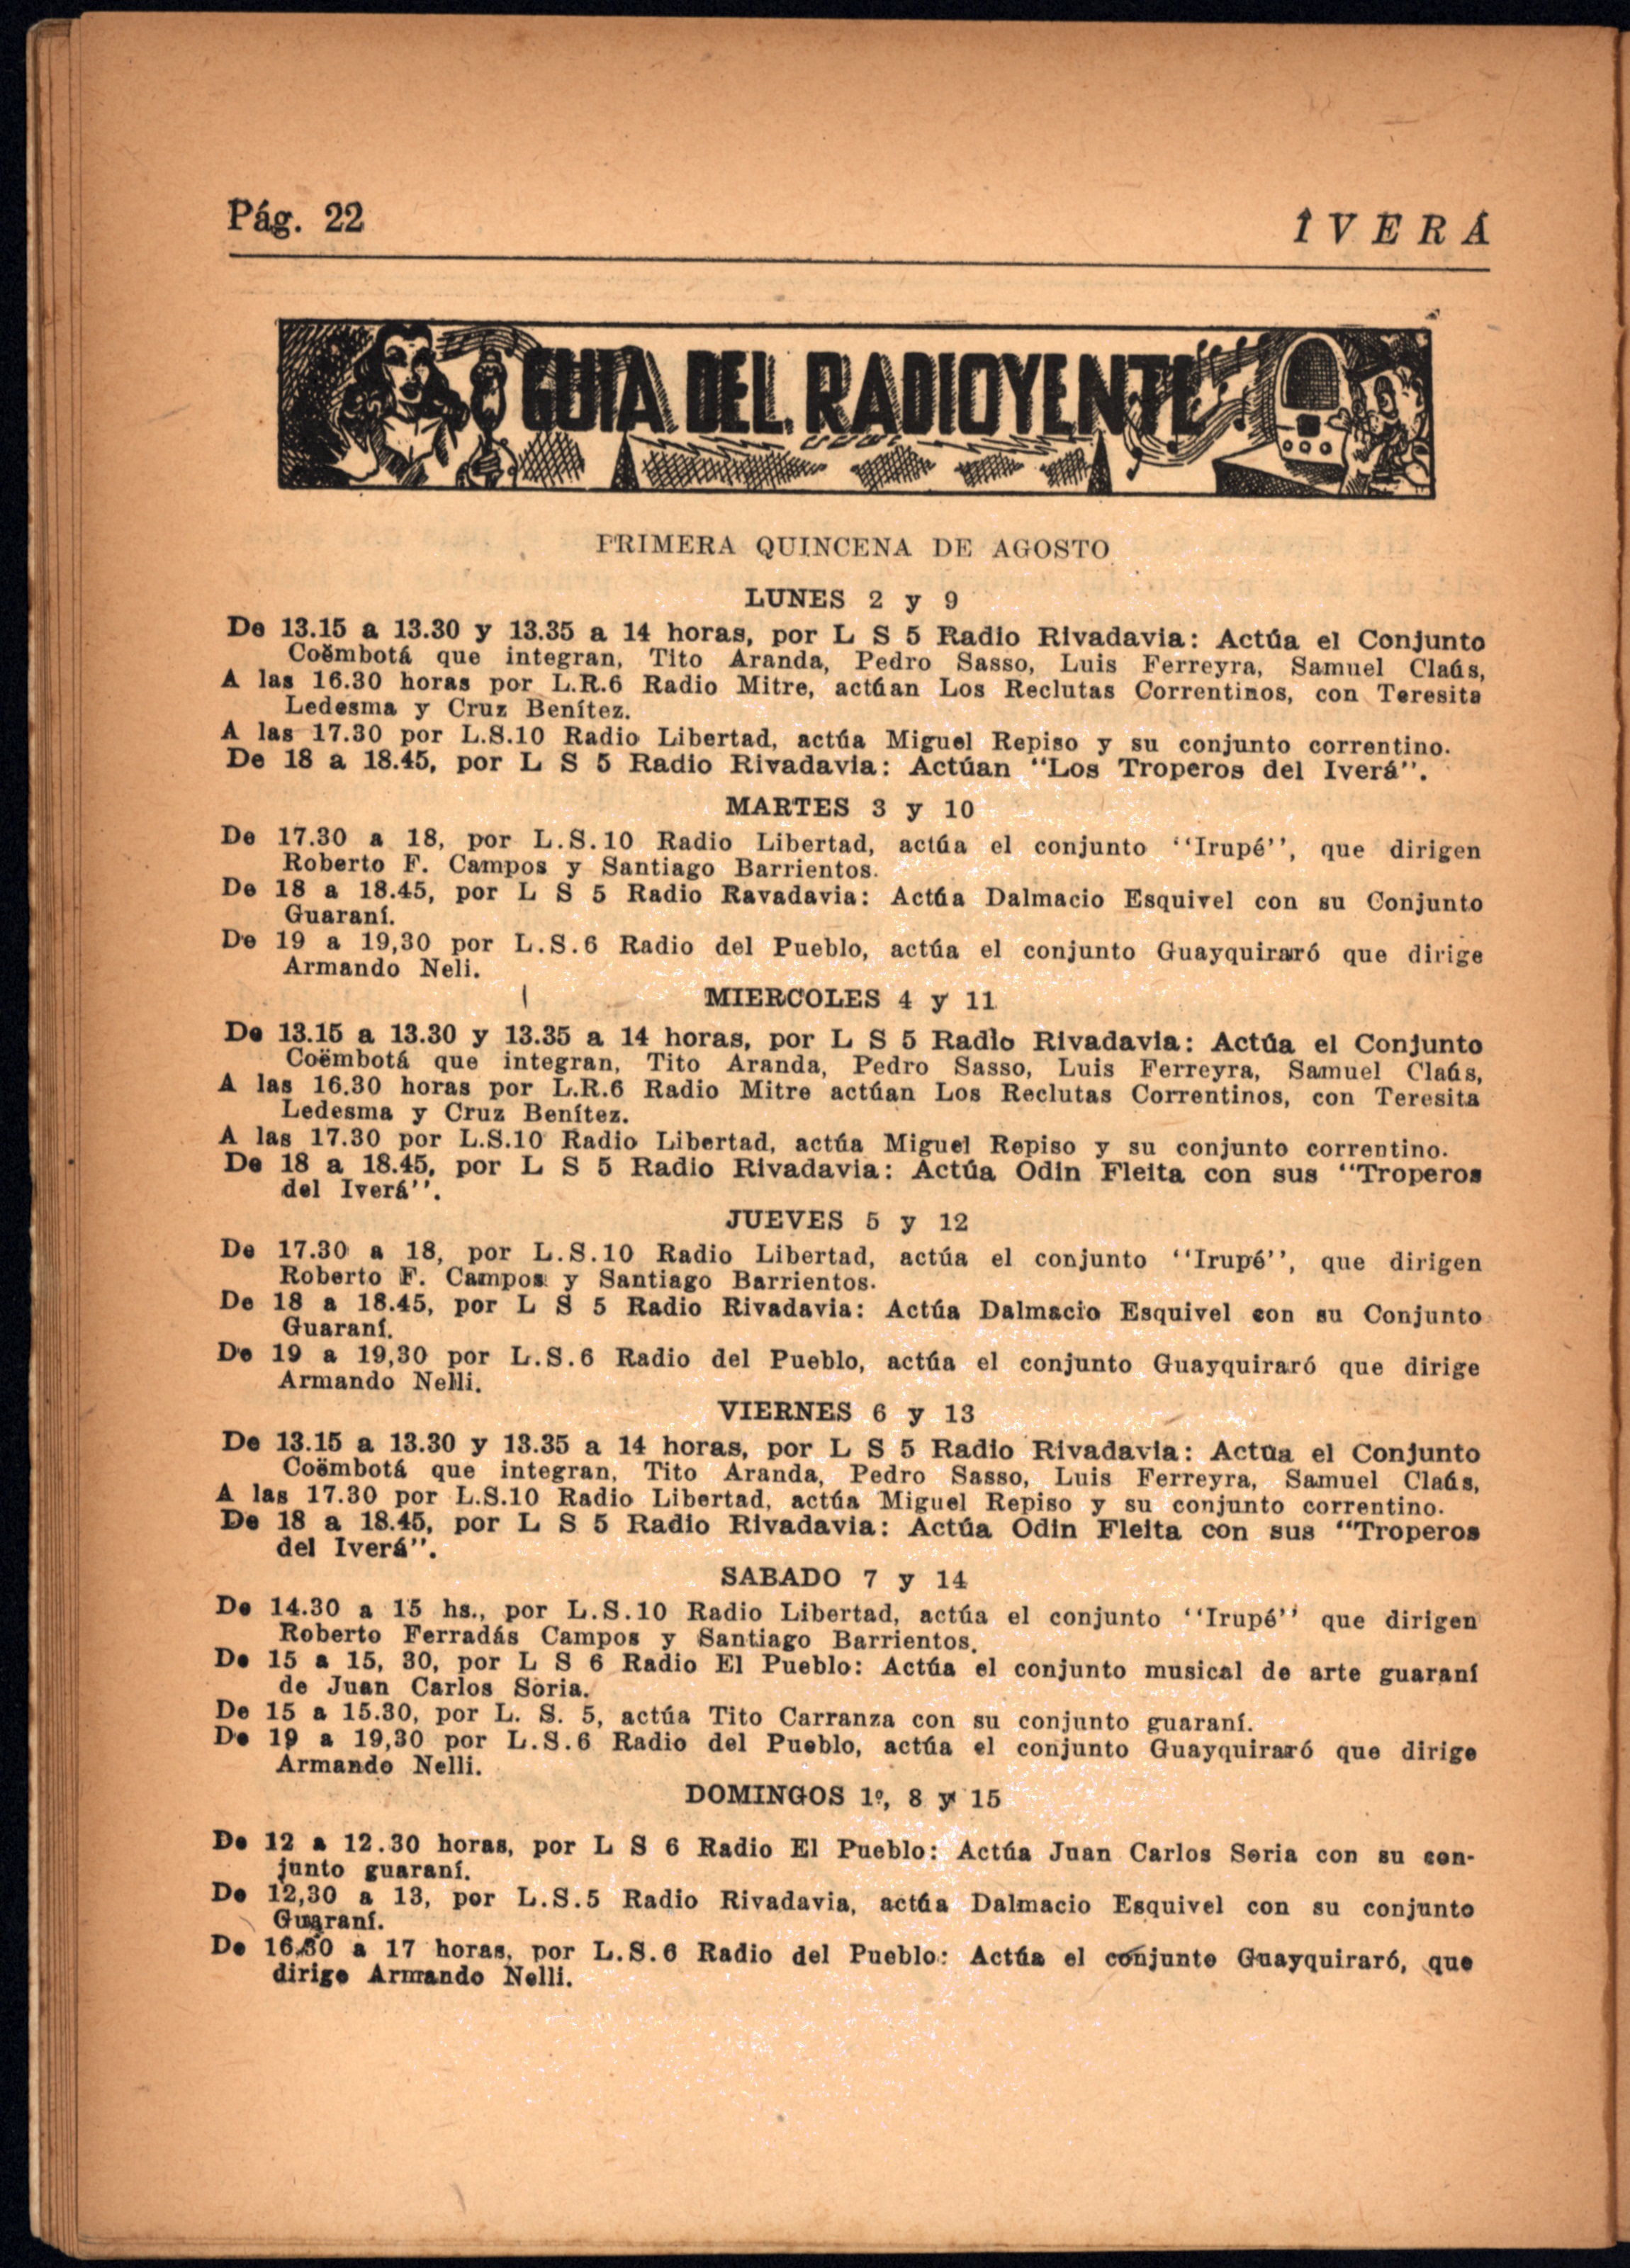 Pág. 22
ÎVERÁ
GUIA DEL RADIOYENTE
PRIMERA QUINCENA DE AGOSTO
LUNES 2 y 9
De 13.15 a 13.30 y 13.35 a 14 horas, por L S 5 Radio Rivadavia: Actúa el Conjunto
Coëmbotá que integran, Tito Aranda, Pedro Sasso, Luis Ferreyra, Samuel Claús,
A las 16.30 horas por L.R.6 Radio Mitre, actúan Los Reclutas Correntinos, con Teresita
Ledesma y Cruz Benítez.
A las 17.30 por L.S.10 Radio Libertad, actúa Miguel Repiso y su conjunto correntino.
De 18 a 18.45, por L S 5 Radio Rivadavia: Actúan "Los Troperos del Iverá".
MARTES 3 y 10
De 17.30 a 18, por L.S.10 Radio Libertad, actúa el conjunto "Irupé", que dirigen
Roberto F. Campos y Santiago Barrientos.
De 18 a 18.45, por L S 5 Radio Ravadavia: Actúa Dalmacio Esquivel con su Conjunto
Guaraní.
De 19 a 19,30 por L.S.6 Radio del Pueblo, actúa el conjunto Guayquiraró que dirige
Armando Neli.
MIERCOLES 4 y 11
De 13.15 a 13.30 y 13.35 a 14 horas, por L S 5 Radio Rivadavia: Actúa el Conjunto
Coëmbotá que integran, Tito Aranda, Pedro Sasso, Luis Ferreyra, Samuel Claús,
A las 16.30 horas por L.R.6 Radio Mitre actúan Los Reclutas Correntinos, con Teresita
Ledesma y Cruz Benítez.
A las 17.30 por L.S.10 Radio Libertad, actúa Miguel Repiso y su conjunto correntino.
De 18 a 18.45, por L S 5 Radio Rivadavia: Actúa Odin Fleita con sus "Troperos
del Iverá".
JUEVES 5 y 12
De 17.30 a 18, por L.S.10 Radio Libertad, actúa el conjunto "Irupé", que dirigen
Roberto F. Campos y Santiago Barrientos.
De 18 a 18.45, por L S 5 Radio Rivadavia: Actúa Dalmacio Esquivel con su Conjunto
Guaraní.
De 19 a 19,30 por L.S.6 Radio del Pueblo, actúa el conjunto Guayquiraró que dirige
Armando Nelli.
VIERNES 6 y 13
De 13.15 a 13.30 y 13.35 a 14 horas, por L S 5 Radio Rivadavia: Actua el Conjunto
Coëmbotá que integran, Tito Aranda, Pedro Sasso, Luis Ferreyra, Samuel Claús,
A las 17.30 por L.S.10 Radio Libertad, actúa Miguel Repiso y su conjunto correntino.
De 18 a 18.45, por L S 5 Radio Rivadavia: Actúa Odin Fleita con sus "Troperos
del Iverá".
SABADO 7 y 14
De 14.30 a 15 hs., por L.S.10 Radio Libertad, actúa el conjunto "Irupé" que dirigen
Roberto Ferradás Campos y Santiago Barrientos.
De 15 a 15, 30, por L S 6 Radio El Pueblo: Actúa el conjunto musical de arte guaraní
de Juan Carlos Soria.
De 15 a 15.30, por L. S. 5, actúa Tito Carranza con su conjunto guaraní.
De 19 a 19,30 por L.S.6 Radio del Pueblo, actúa el conjunto Guayquiraró que dirige
Armando Nelli.
DOMINGOS 1º, 8 y 15
De 12 a 12.30 horas, por L S 6 Radio El Pueblo: Actúa Juan Carlos Soria con su con-
junto guaraní.
De 12,30 a 13, por L.S.5 Radio Rivadavia, actúa Dalmacio Esquivel con su conjunto
Guaraní.
De 16,30 a 17 horas, por L.S.6 Radio del Pueblo: Actúa el conjunto Guayquiraró, que
dirige Armando Nelli.